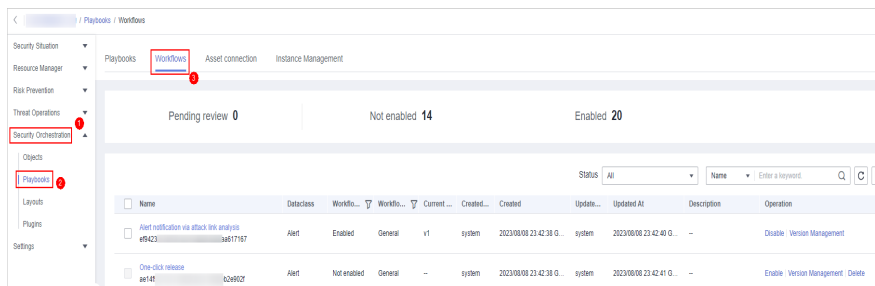 / Playbooks / Workflows
Security Situation
Resource Manager
Risk Prevention
Threat Operations
1
Security Orchestration
Objects
Playbooks 2
Layouts
Plugins
Settings
Playbooks Workflows Asset connection Instance Management
3
Pending review 0 Not enabled 14 Enabled 20
Status All Name Enter a keyword.
Name Dataclass Workflo... Workflo... Current ... Created... Created Update... Updated At Description Operation
Alert notification via attack link analysis
ef9423 aa617167
Alert Enabled General v1 system 2023/08/08 23:42:38 G... system 2023/08/08 23:42:40 G... -- Disable Version Management
One-click release
ae14f b2e902f
Alert Not enabled General -- system 2023/08/08 23:42:38 G... system 2023/08/08 23:42:41 G... -- Enable Version Management Delete